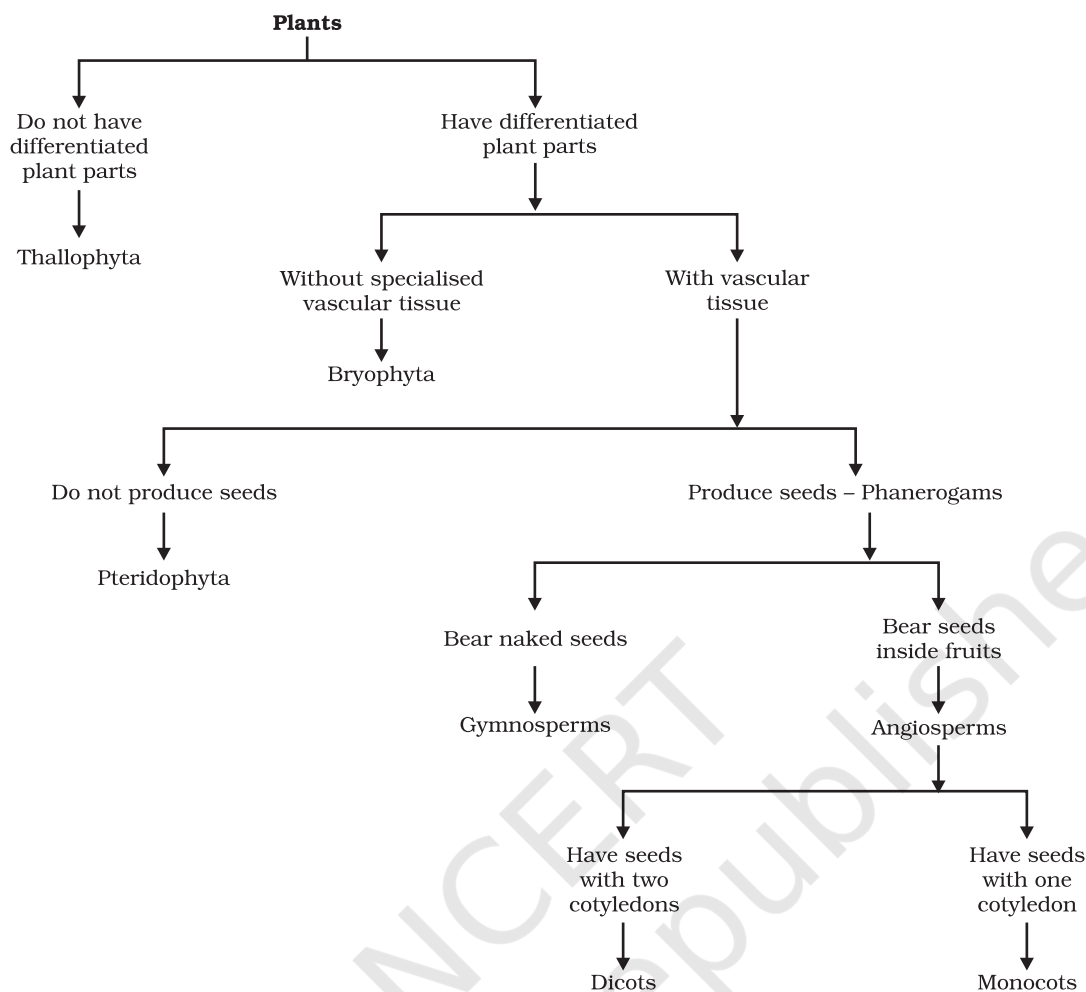 Plants
Do not have
differentiated
plant parts
Have differentiated
plant parts
Thallophyta
Without specialised
vascular tissue
With vascular
tissue
Bryophyta
Do not produce seeds
Produce seeds – Phanerogams
Pteridophyta
Bear naked seeds
Bear seeds
inside fruits
Gymnosperms
Angiosperms
Have seeds
with two
cotyledons
Have seeds
with one
cotyledon
Dicots
Monocots
NCERT